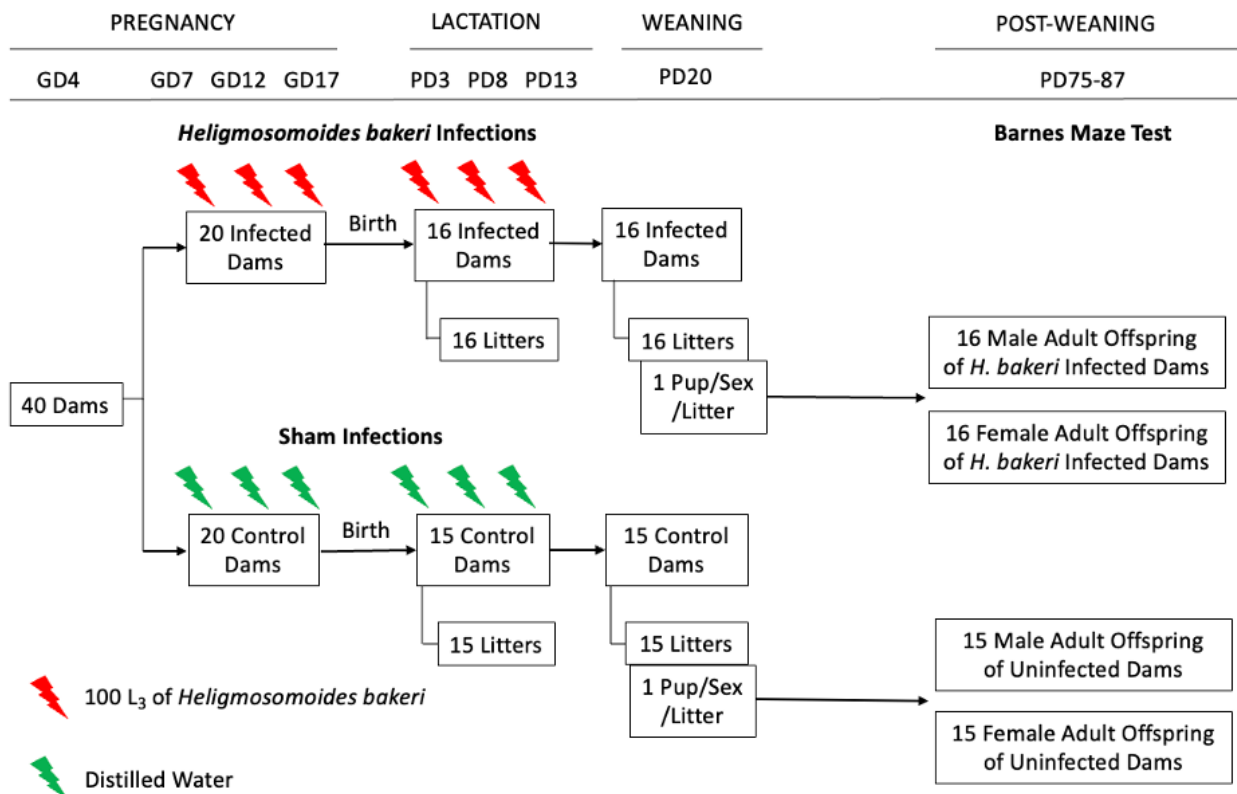 PREGNANCY LACTATION WEANING POST-WEANING
GD4 GD7 GD12 GD17 PD3 PD8 PD13 PD20 PD75-87
Heligmosomoides bakeri Infections
Barnes Maze Test
20 Infected
Dams
Birth
16 Infected
Dams
16 Infected
Dams
16 Litters
16 Litters
1 Pup/Sex
/Litter
16 Male Adult Offspring
of H. bakeri Infected Dams
16 Female Adult Offspring
of H. bakeri Infected Dams
40 Dams
Sham Infections
20 Control
Dams
Birth
15 Control
Dams
15 Control
Dams
15 Litters
15 Litters
1 Pup/Sex
/Litter
15 Male Adult Offspring
of Uninfected Dams
15 Female Adult Offspring
of Uninfected Dams
100 L₃ of Heligmosomoides bakeri
Distilled Water